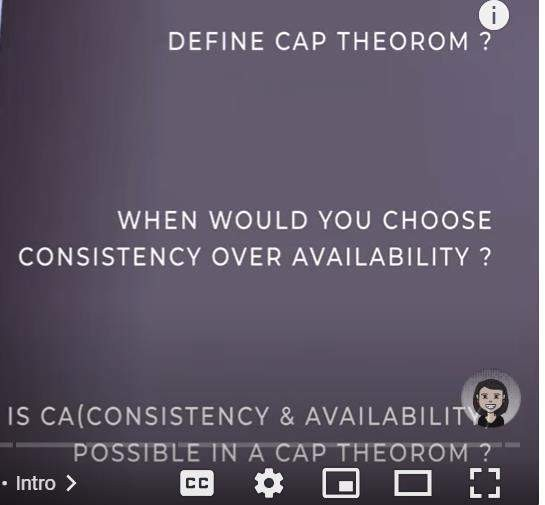 i
DEFINE CAP THEOROM ?
WHEN WOULD YOU CHOOSE
CONSISTENCY OVER AVAILABILITY ?
IS CA(CONSISTENCY & AVAILABILITY
POSSIBLE IN A CAP THEOROM ?
• Intro >
CC